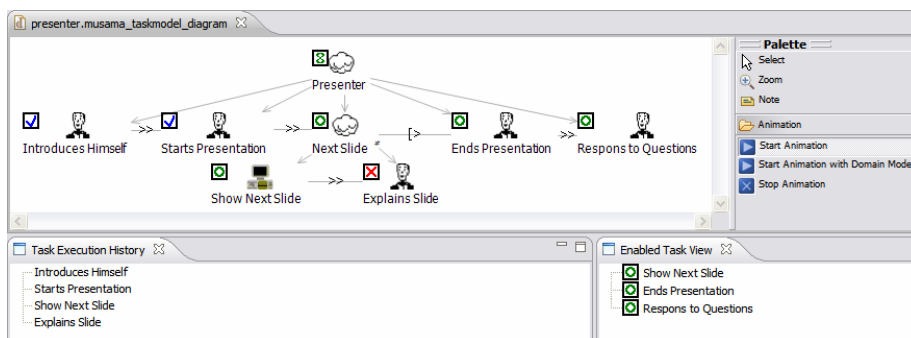 presenter.musama_taskmodel_diagram
Presenter
Introduces Himself
>>
Starts Presentation
>>
Next Slide
*
[>
Ends Presentation
>>
Respons to Questions
Show Next Slide
>>
Explains Slide
Palette
Select
Zoom
Note
Animation
Start Animation
Start Animation with Domain Mode
Stop Animation
Task Execution History
Introduces Himself
Starts Presentation
Show Next Slide
Explains Slide
Enabled Task View
Show Next Slide
Ends Presentation
Respons to Questions